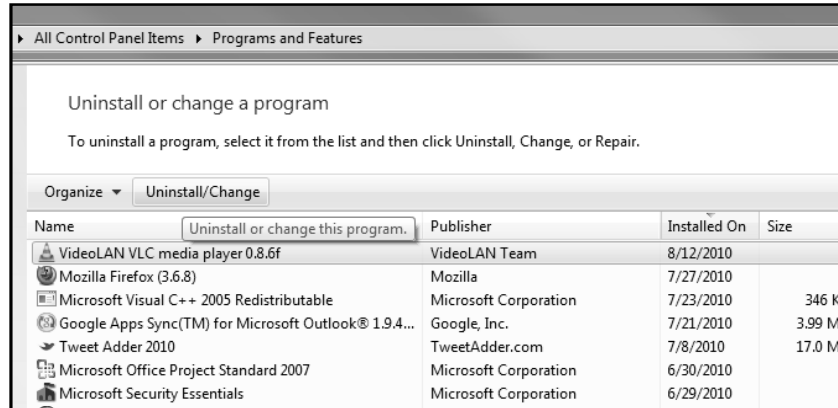 All Control Panel Items Programs and Features
Uninstall or change a program
To uninstall a program, select it from the list and then click Uninstall, Change, or Repair.
Organize Uninstall/Change
Name Publisher Installed On Size
Uninstall or change this program.
VideoLAN VLC media player 0.8.6f VideoLAN Team 8/12/2010
Mozilla Firefox (3.6.8) Mozilla 7/27/2010
Microsoft Visual C++ 2005 Redistributable Microsoft Corporation 7/23/2010 346 K
Google Apps Sync(TM) for Microsoft Outlook® 1.9.4... Google, Inc. 7/21/2010 3.99 M
Tweet Adder 2010 TweetAdder.com 7/8/2010 17.0 M
Microsoft Office Project Standard 2007 Microsoft Corporation 6/30/2010
Microsoft Security Essentials Microsoft Corporation 6/29/2010